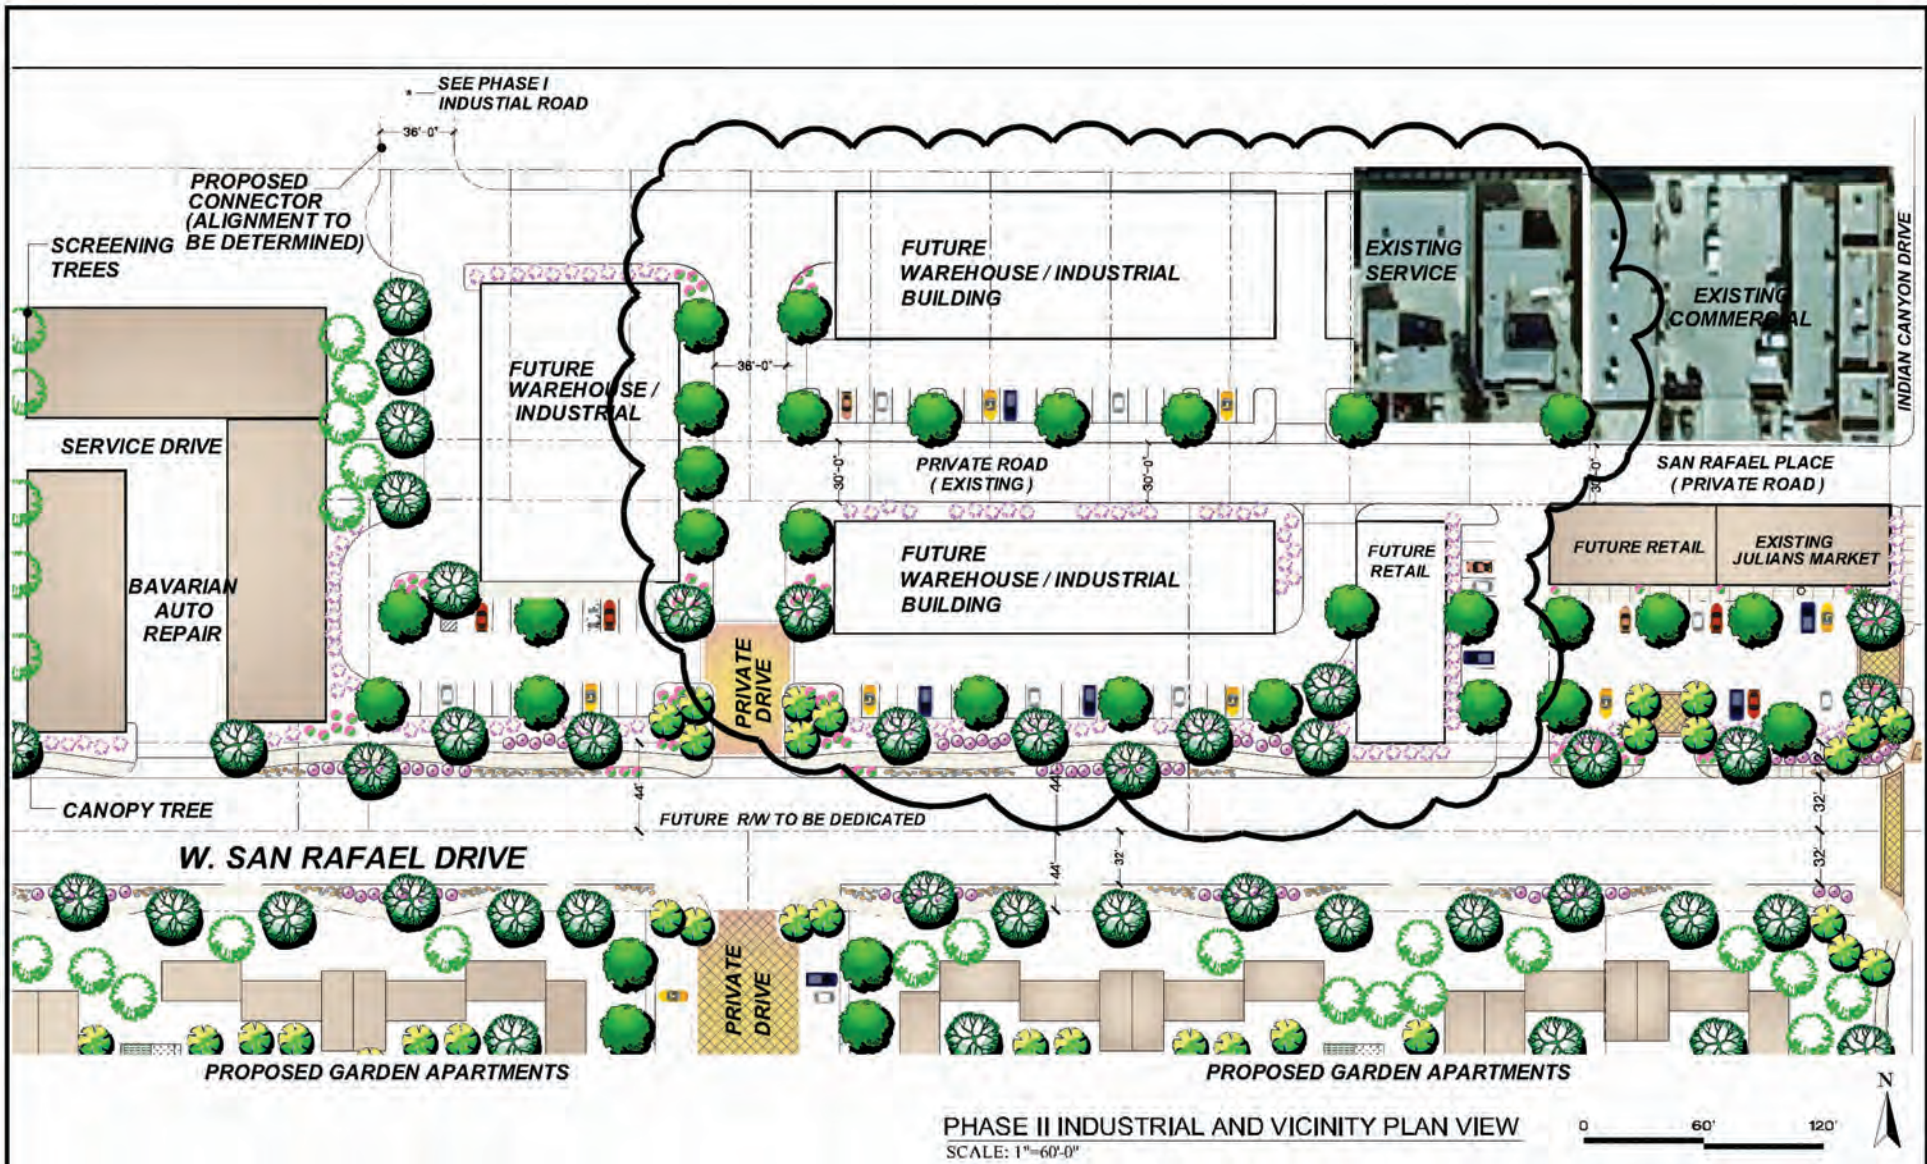 SEE PHASE I
INDUSTIAL ROAD
36'-0"
PROPOSED
CONNECTOR
(ALIGNMENT TO
BE DETERMINED)
SCREENING
TREES
FUTURE
WAREHOUSE / INDUSTRIAL
BUILDING
EXISTING
SERVICE
EXISTING
COMMERCIAL
INDIAN CANYON DRIVE
FUTURE
WAREHOUSE /
INDUSTRIAL
36'-0"
SERVICE DRIVE
30'-0"
PRIVATE ROAD
( EXISTING )
30'-0"
30'-0"
SAN RAFAEL PLACE
( PRIVATE ROAD )
BAVARIAN
AUTO
REPAIR
FUTURE
WAREHOUSE / INDUSTRIAL
BUILDING
FUTURE
RETAIL
FUTURE RETAIL
EXISTING
JULIANS MARKET
PRIVATE
DRIVE
CANOPY TREE
44'
FUTURE R/W TO BE DEDICATED
44'
12'
32'
W. SAN RAFAEL DRIVE
44'
32'
32'
PRIVATE
DRIVE
PROPOSED GARDEN APARTMENTS
PROPOSED GARDEN APARTMENTS
N
PHASE II INDUSTRIAL AND VICINITY PLAN VIEW
SCALE: 1"=60'-0"
0 60' 120'